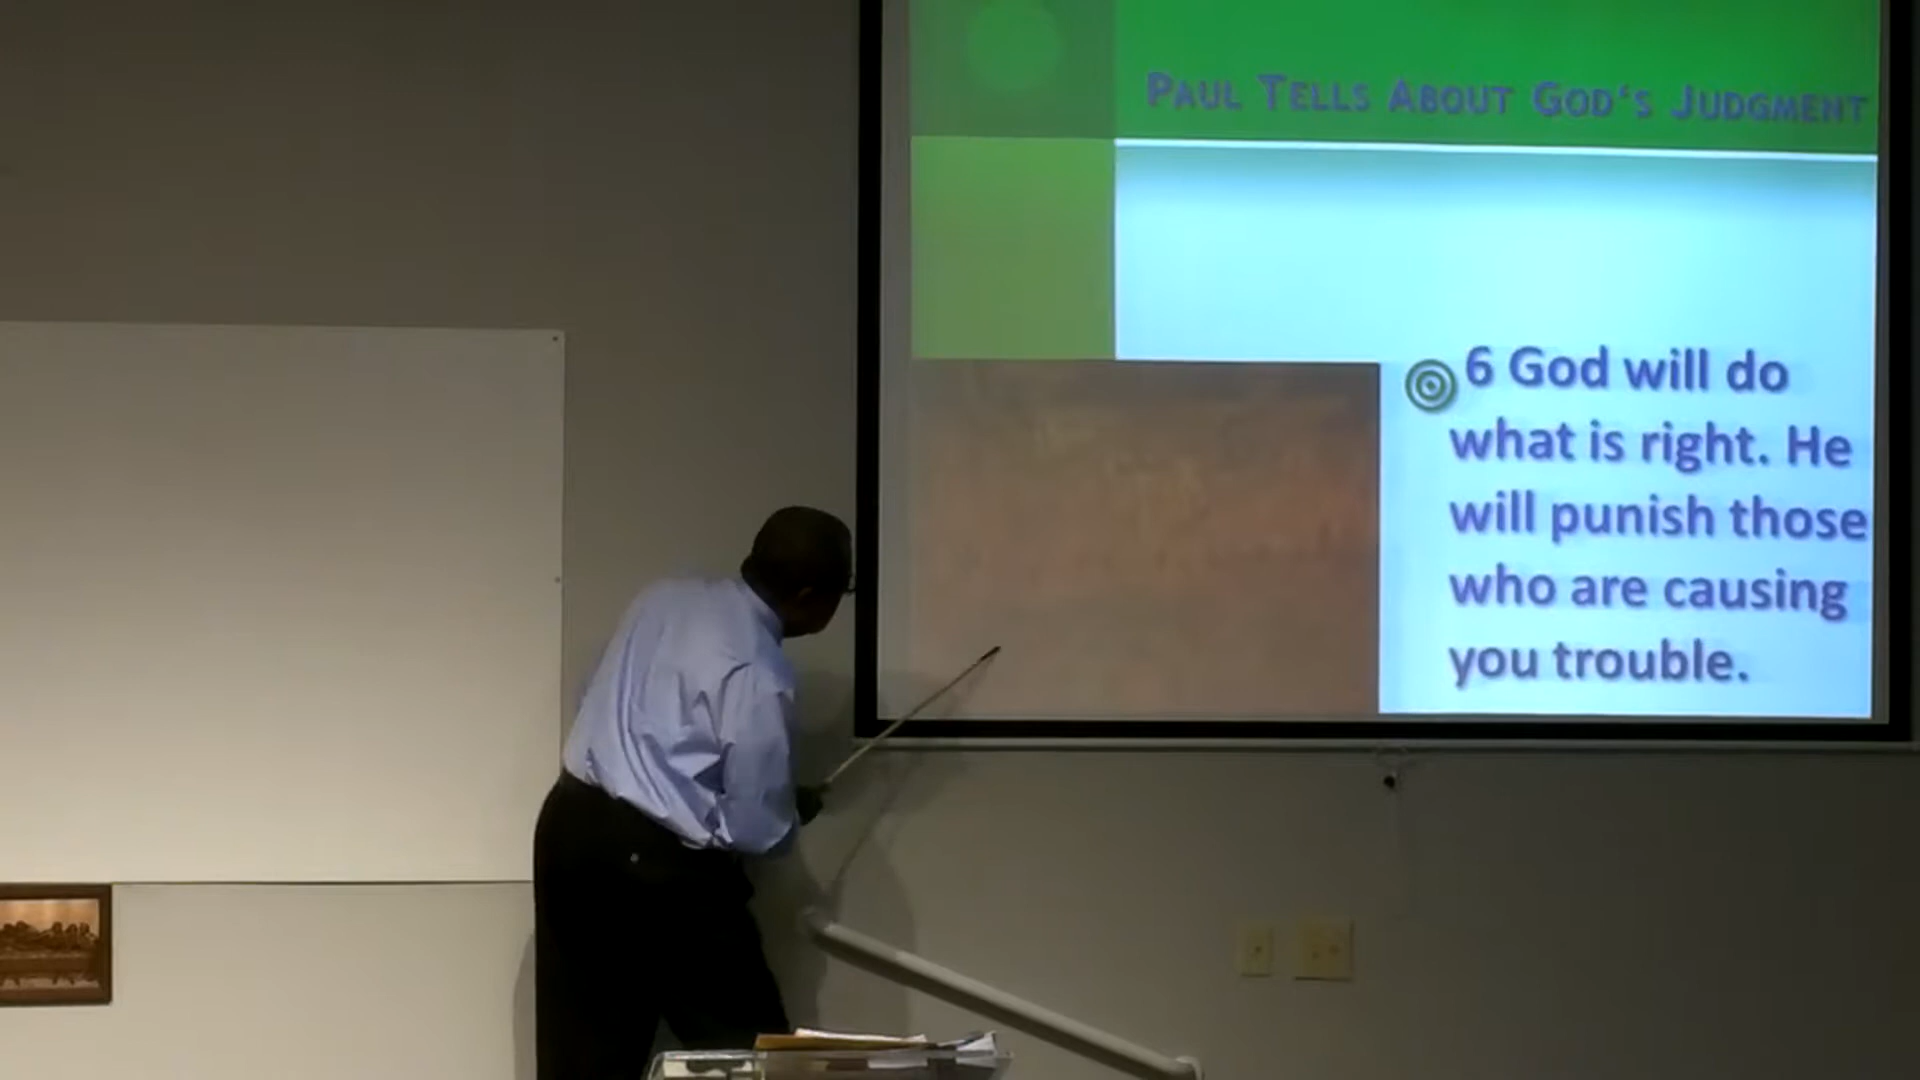 PAUL TELLS ABOUT GOD‘S JUDGMENT
6 God will do
what is right. He
will punish those
who are causing
you trouble.